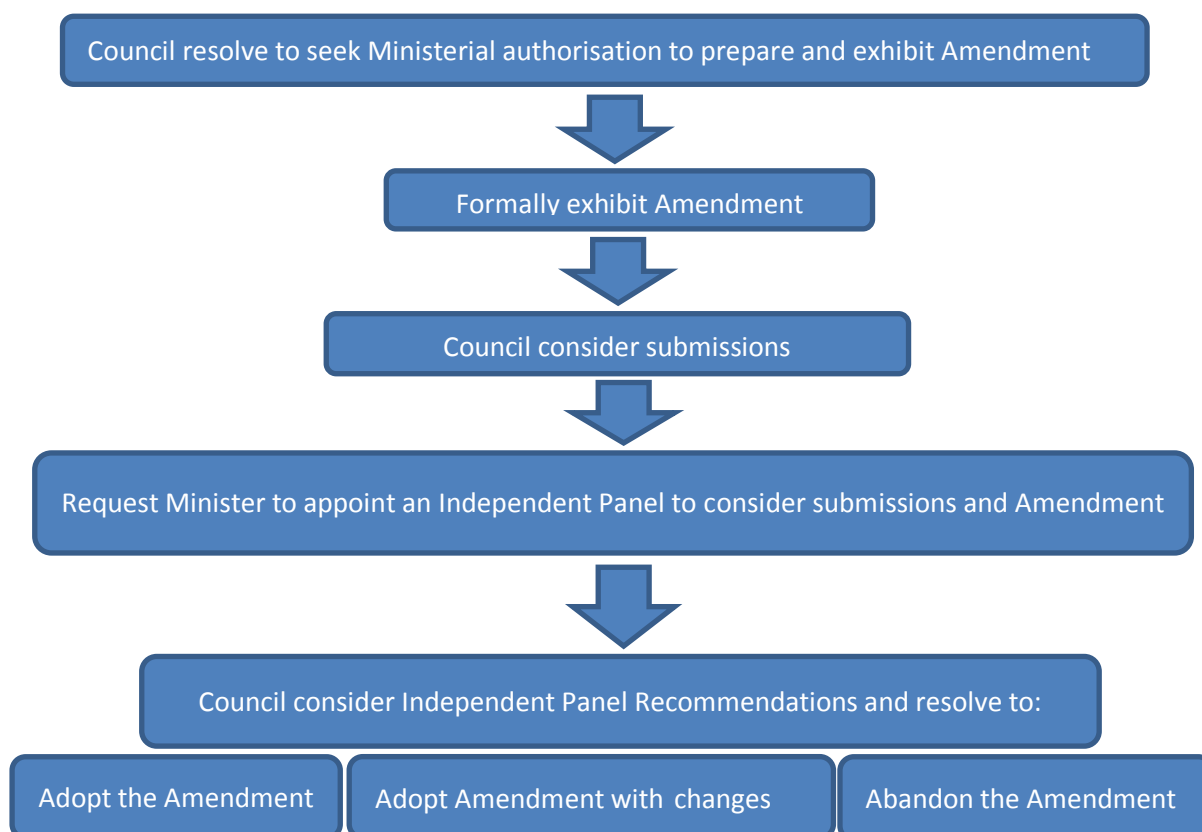 Council resolve to seek Ministerial authorisation to prepare and exhibit Amendment
Formally exhibit Amendment
Council consider submissions
Request Minister to appoint an Independent Panel to consider submissions and Amendment
Council consider Independent Panel Recommendations and resolve to:
Adopt the Amendment
Adopt Amendment with changes
Abandon the Amendment